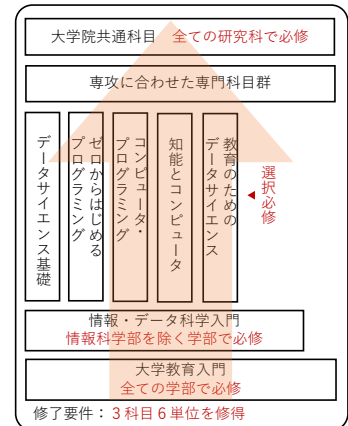 大学院共通科目 全ての研究科で必修
専攻に合わせた専門科目群
データサイエンス基礎
ゼロからはじめる
プログラミング
コンピュータ・
プログラミング
知能とコンピュータ
教育のための
データサイエンス
選択必修
情報・データ科学入門
情報科学部を除く学部で必修
大学教育入門
全ての学部で必修
修了要件：3科目6単位を修得